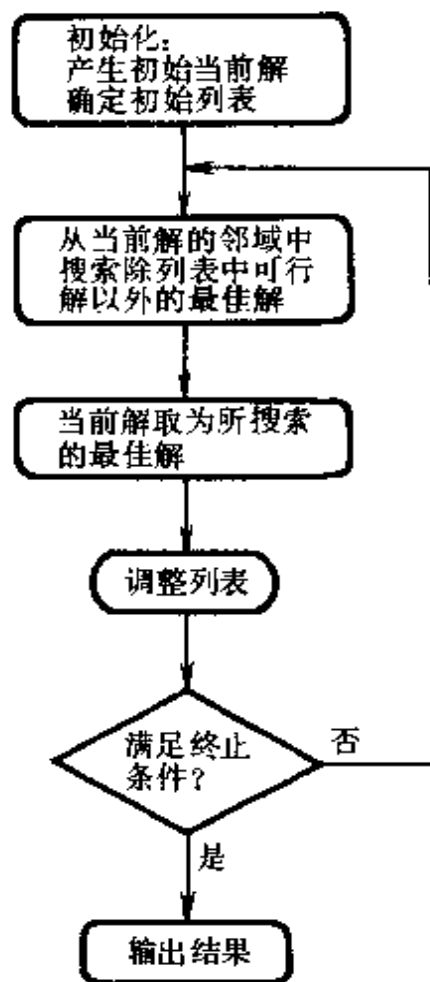 初始化：
产生初始当前解
确定初始列表
从当前解的邻域中
搜索除列表中可行
解以外的最佳解
当前解取为所搜索
的最佳解
调整列表
满足终止
条件？
否
是
输出结果